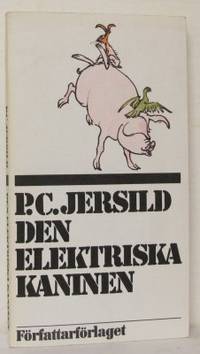 P.C. JERSILD
DEN
ELEKTRISKA
KANINEN
Författarförlaget